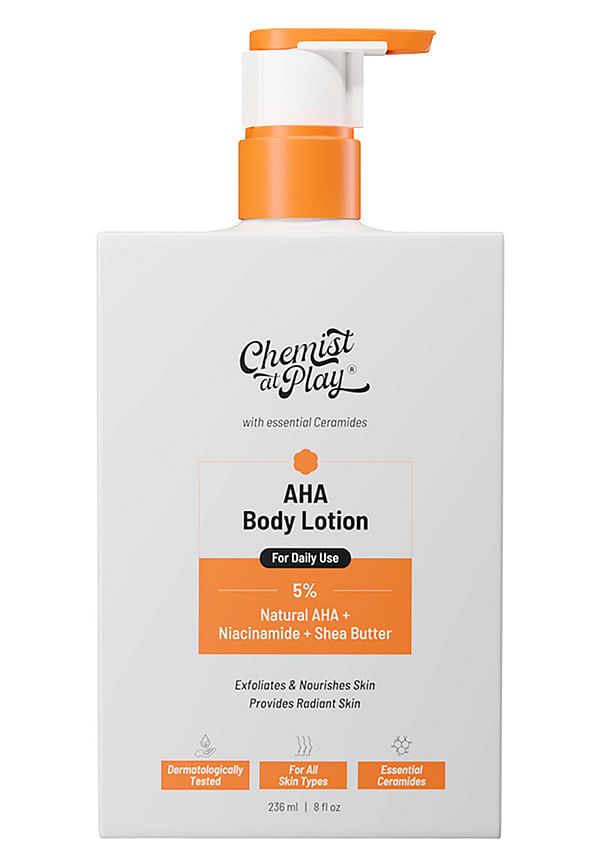 Chemist
at Play®
with essential Ceramides
AHA
Body Lotion
For Daily Use
5%
Natural AHA +
Niacinamide + Shea Butter
Exfoliates & Nourishes Skin
Provides Radiant Skin
Dermatologically
Tested
For All
Skin Types
Essential
Ceramides
236 ml | 8 fl oz